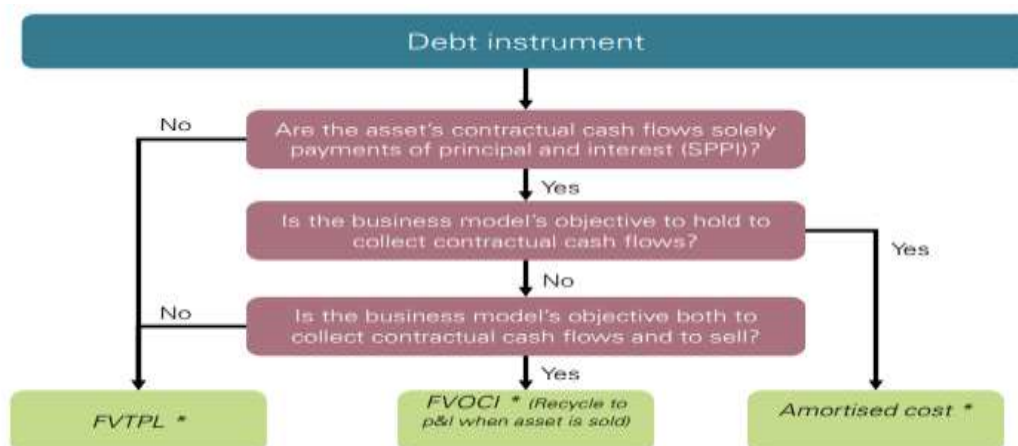 Debt instrument
No
Are the asset's contractual cash flows solely
payments of principal and interest (SPPI)?
Yes
Is the business model's objective to hold to
collect contractual cash flows?
Yes
No
No
Is the business model's objective both to
collect contractual cash flows and to sell?
Yes
FVTPL *
FVOCI * (Recycle to
p&l when asset is sold)
Amortised cost *